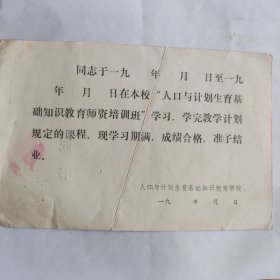 同志于一九 年 月 日至一九
年 月 日在本校“人口与计划生育基
础知识教育师资培训班”学习，学完教学计划
规定的课程，现学习期满，成绩合格，准予结
业。
人口与计划生育基础知识教育学校
一九 年 月 日